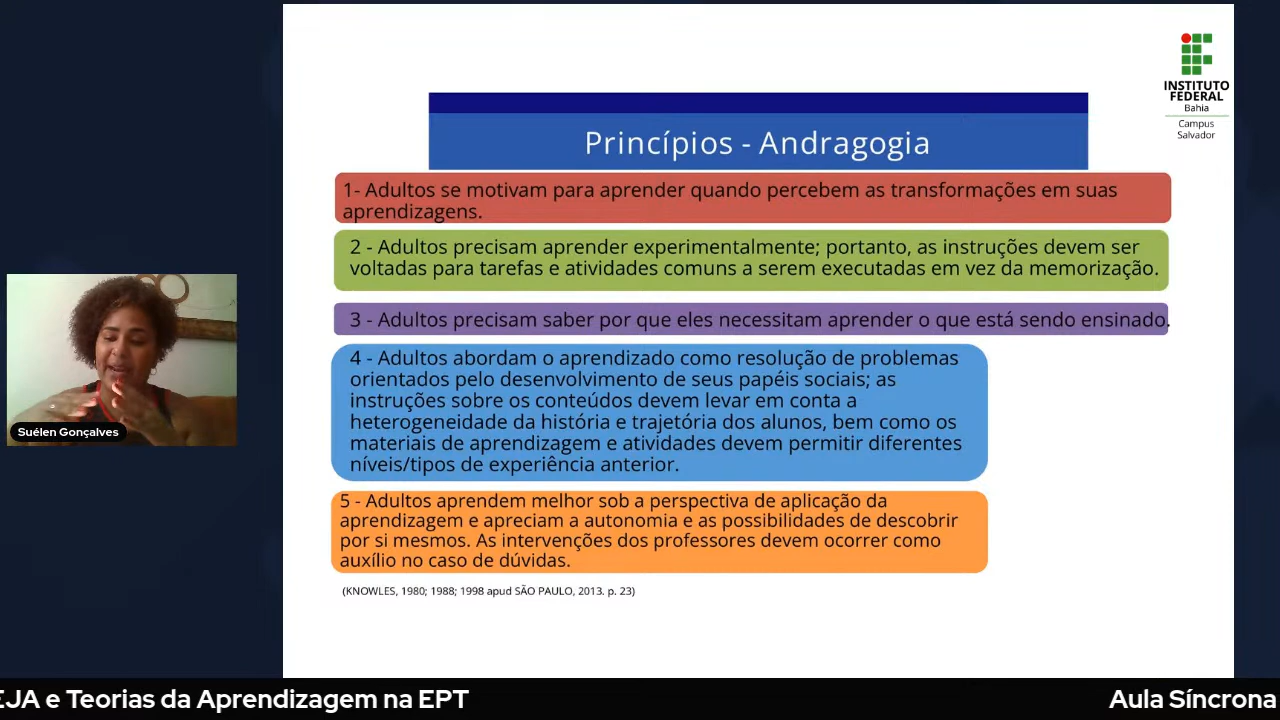 INSTITUTO
FEDERAL
Bahia
Campus
Salvador
Princípios - Andragogia
1- Adultos se motivam para aprender quando percebem as transformações em suas
aprendizagens.
2 - Adultos precisam aprender experimentalmente; portanto, as instruções devem ser
voltadas para tarefas e atividades comuns a serem executadas em vez da memorização.
3 - Adultos precisam saber por que eles necessitam aprender o que está sendo ensinado.
4 - Adultos abordam o aprendizado como resolução de problemas
orientados pelo desenvolvimento de seus papéis sociais; as
instruções sobre os conteúdos devem levar em conta a
heterogeneidade da história e trajetória dos alunos, bem como os
materiais de aprendizagem e atividades devem permitir diferentes
níveis/tipos de experiência anterior.
5 - Adultos aprendem melhor sob a perspectiva de aplicação da
aprendizagem e apreciam a autonomia e as possibilidades de descobrir
por si mesmos. As intervenções dos professores devem ocorrer como
auxílio no caso de dúvidas.
(KNOWLES, 1980; 1988; 1998 apud SÃO PAULO, 2013. p. 23)
Suélen Gonçalves
EJA e Teorias da Aprendizagem na EPT
Aula Síncrona